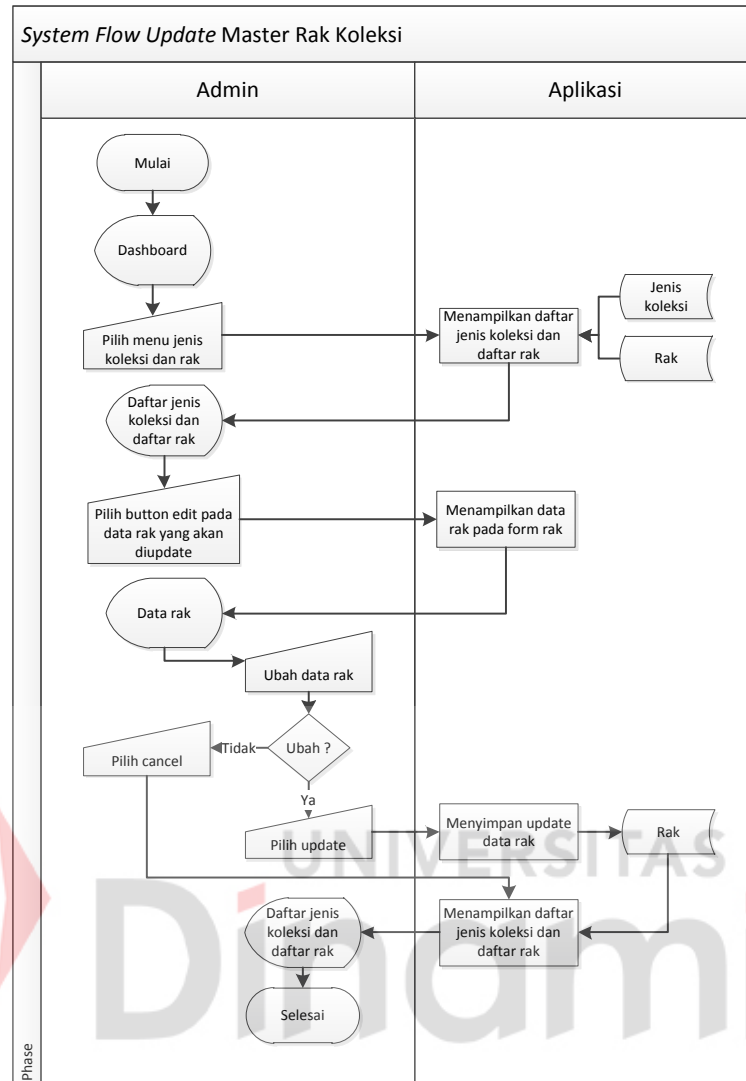 System Flow Update Master Rak Koleksi
Admin
Aplikasi
Mulai
Dashboard
Pilih menu jenis
koleksi dan rak
Menampilkan daftar
jenis koleksi dan
daftar rak
Jenis
koleksi
Rak
Daftar jenis
koleksi dan
daftar rak
Pilih button edit pada
data rak yang akan
diupdate
Menampilkan data
rak pada form rak
Data rak
Ubah data rak
Ubah ?
Tidak
Pilih cancel
Ya
Pilih update
Menyimpan update
data rak
Rak
Menampilkan daftar
jenis koleksi dan
daftar rak
Daftar jenis
koleksi dan
daftar rak
Selesai
Phase
UNIVERSITAS
Dinami